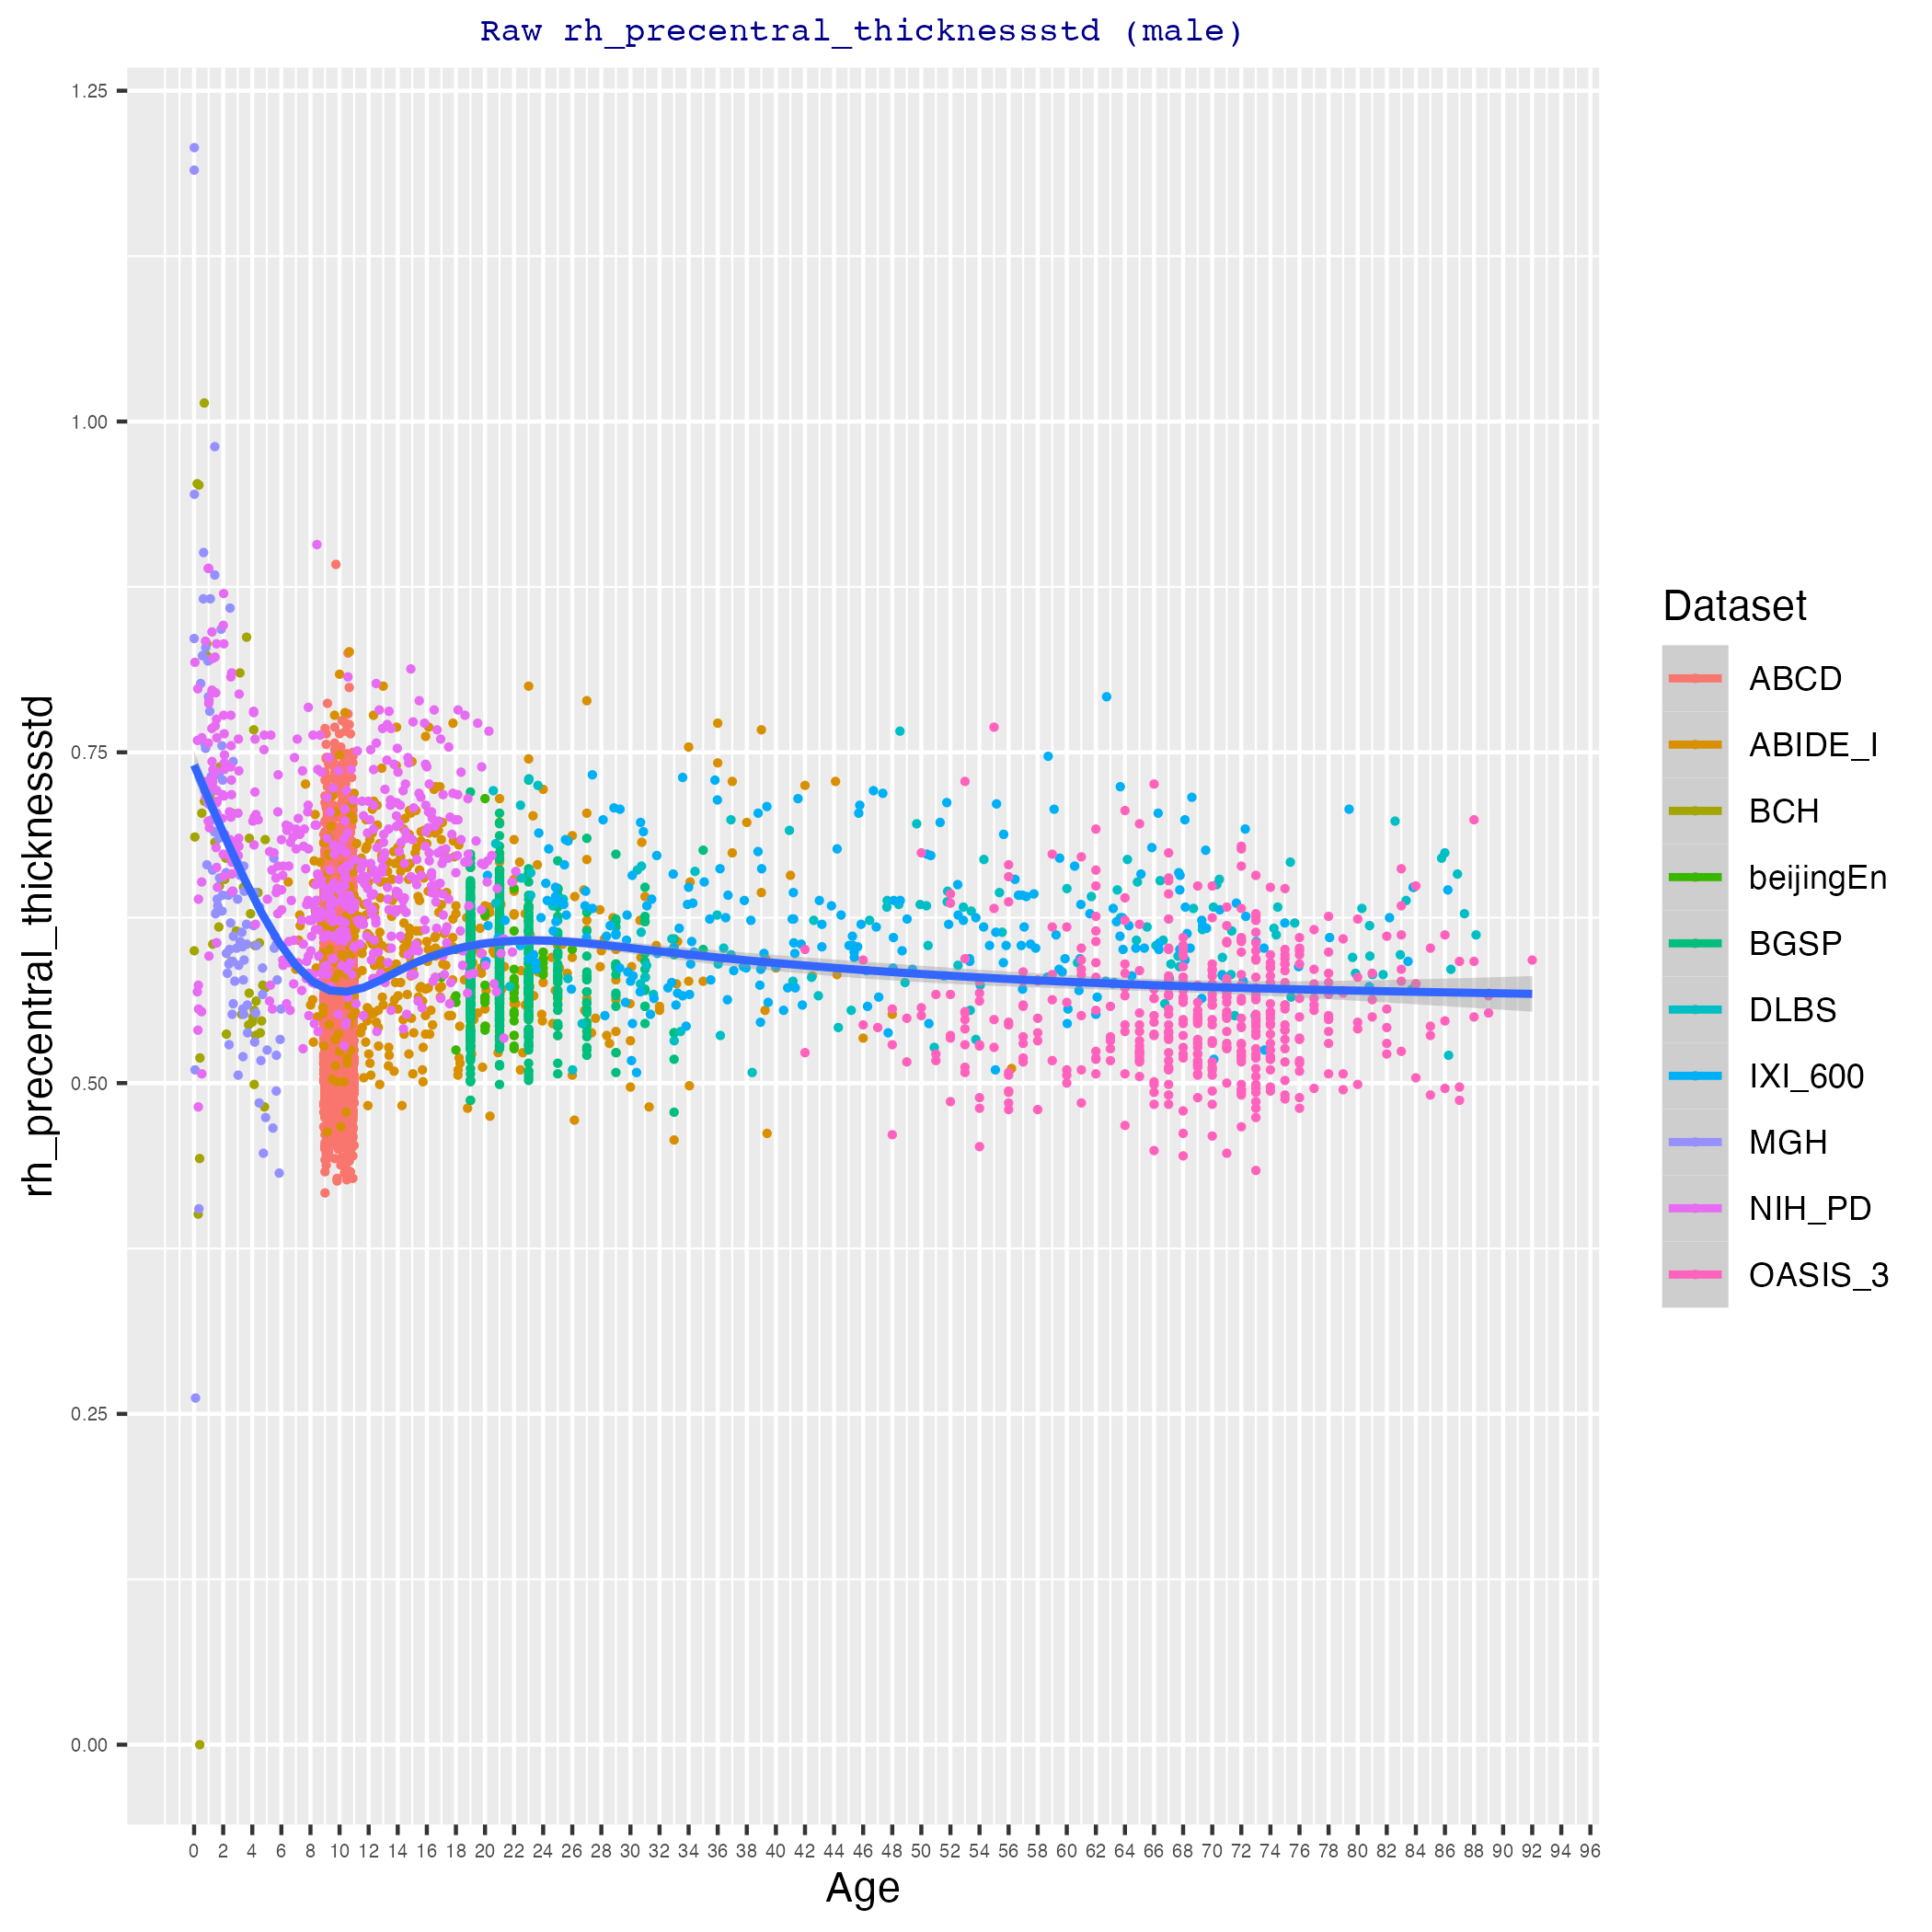 Raw rh_precentral_thicknessstd (male)
rh_precentral_thicknessstd
1.25
1.00
0.75
0.50
0.25
0.00
0 2 4 6 8 10 12 14 16 18 20 22 24 26 28 30 32 34 36 38 40 42 44 46 48 50 52 54 56 58 60 62 64 66 68 70 72 74 76 78 80 82 84 86 88 90 92 94 96
Age
Dataset
ABCD
ABIDE_I
BCH
beijingEn
BGSP
DLBS
IXI_600
MGH
NIH_PD
OASIS_3